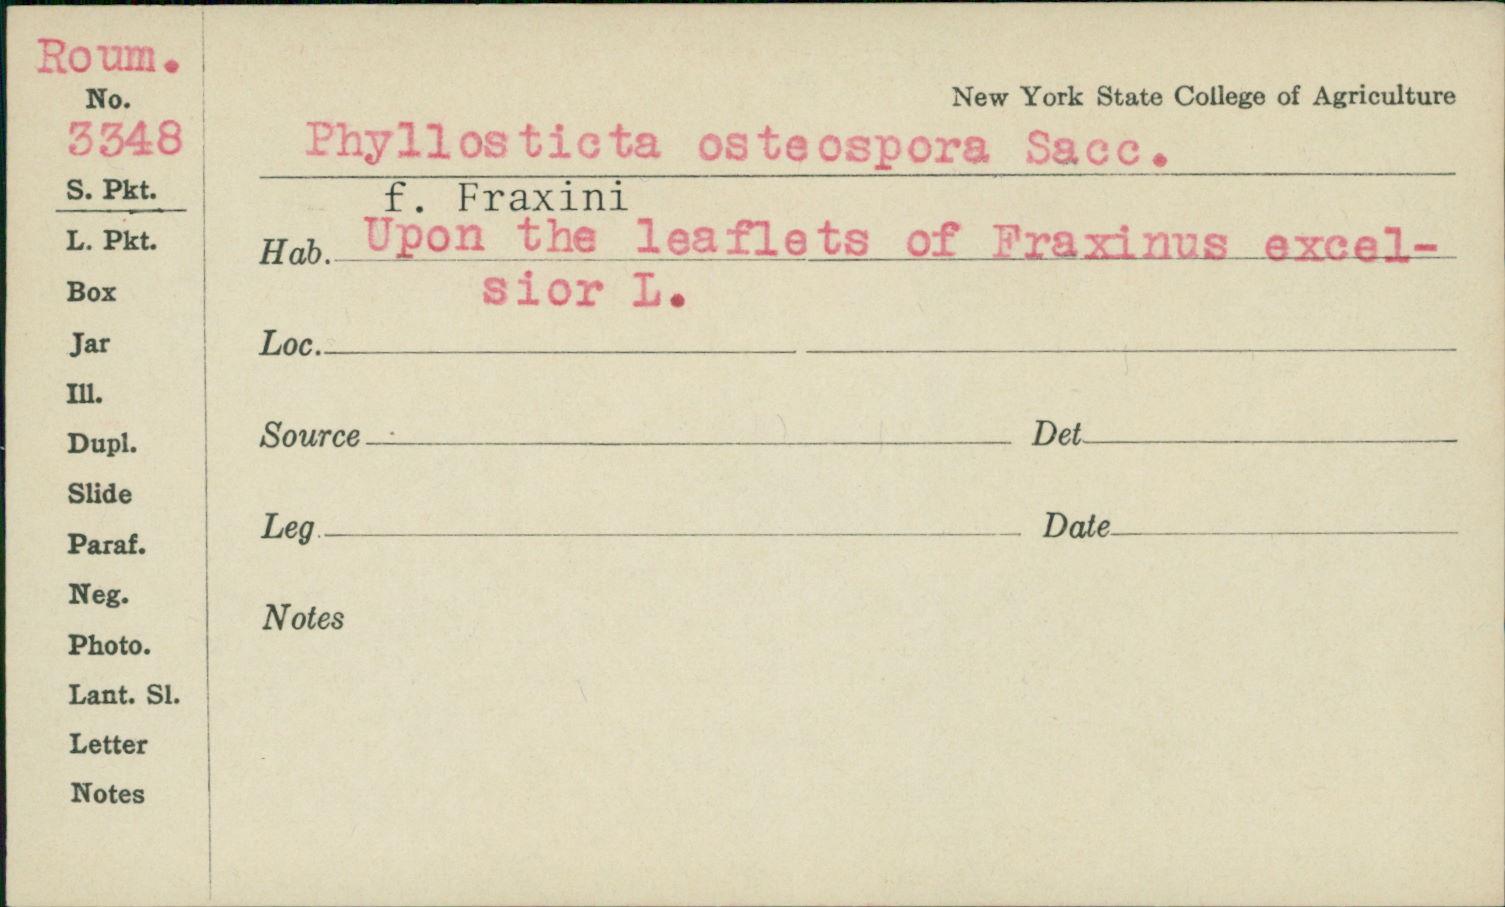 Roum.
No.
3348
S. Pkt.
L. Pkt.
Box
Jar
Ill.
Dupl.
Slide
Paraf.
Neg.
Photo.
Lant. Sl.
Letter
Notes
New York State College of Agriculture
Phyllosticta osteospora Sacc.
f. Fraxini
Hab. Upon the leaflets of Fraxinus excel-
sior L.
Loc.
Source Det
Leg Date
Notes